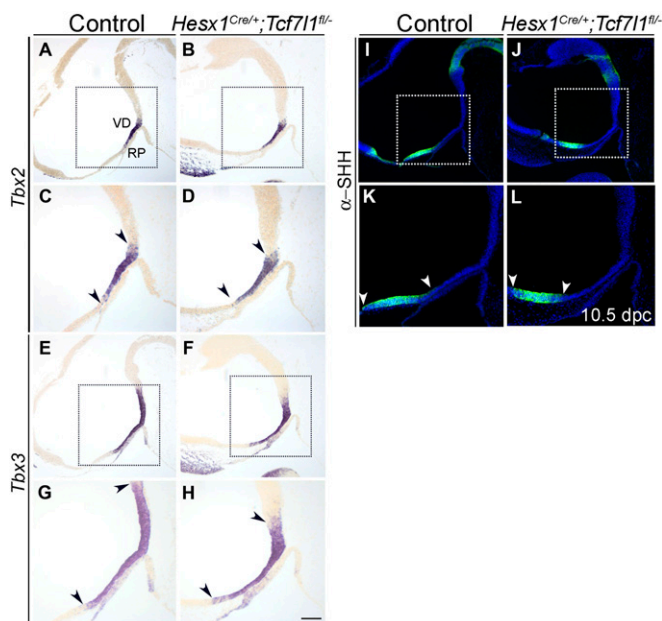 Control Hesx1Cre/+;Tcf7l1fl/-
A B
VD
RP
Tbx2
C D
E F
Tbx3
G H
Control Hesx1Cre/+;Tcf7l1fl/-
I J
α-SHH
K L
10.5 dpc